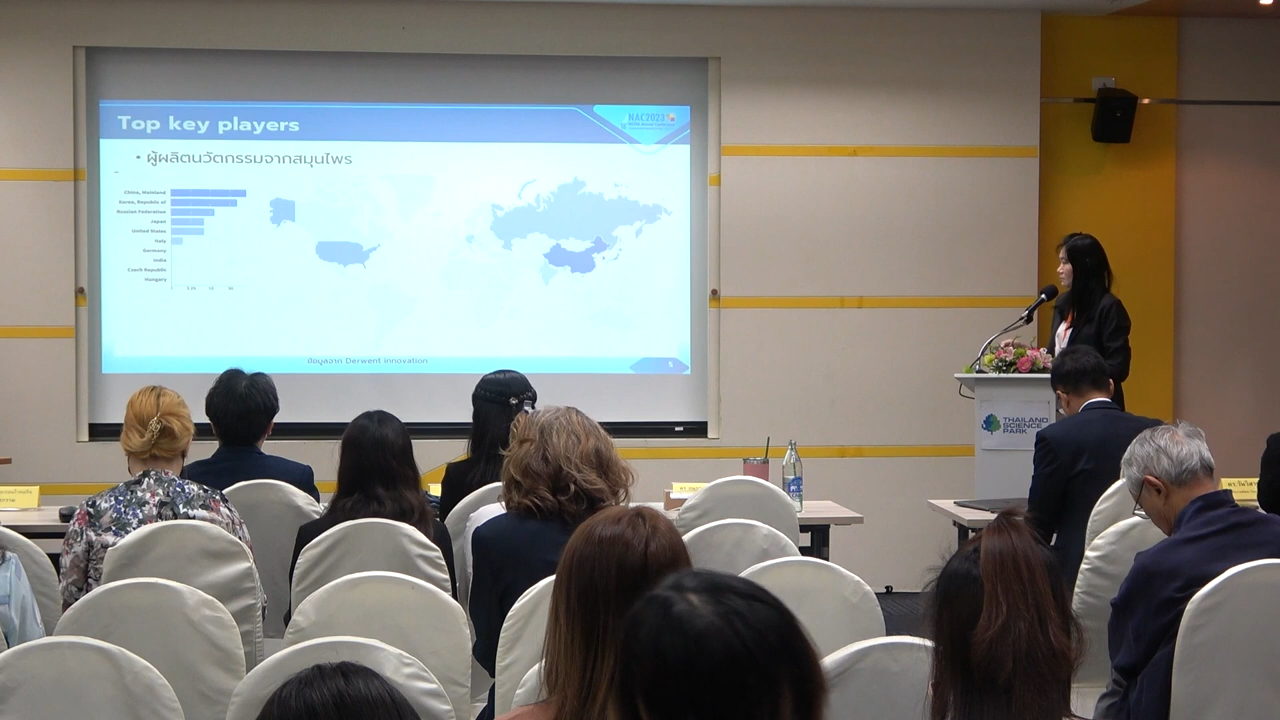 Top key players
NAC2023
• ผู้ผลิตนวัตกรรมจากสมุนไพร
China, Mainland
Korea, Republic of
Russian Federation
Japan
United States
Italy
Germany
India
Czech Republic
Hungary
ข้อมูลจาก Derwent Innovation
5
THAILAND
SCIENCE
PARK